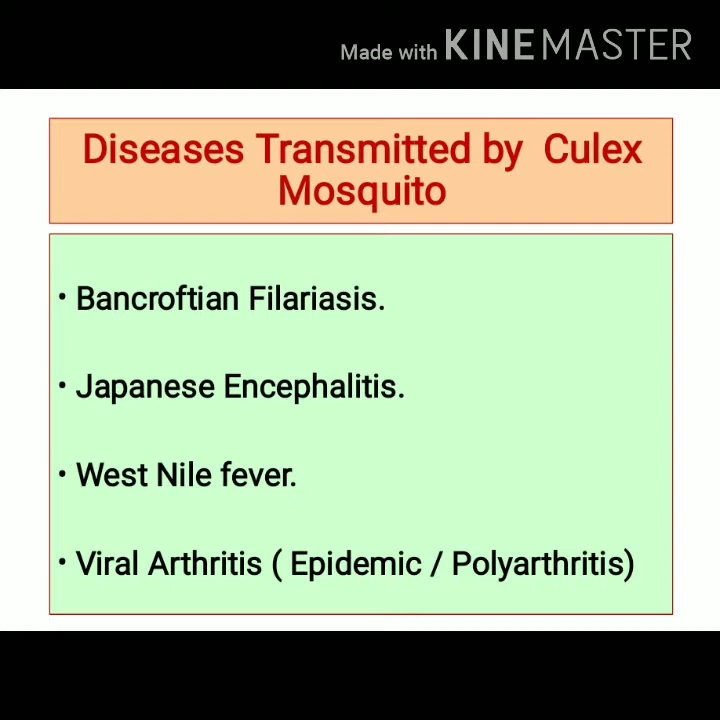 Made with KINEMASTER
Diseases Transmitted by Culex
Mosquito
• Bancroftian Filariasis.
• Japanese Encephalitis.
• West Nile fever.
• Viral Arthritis ( Epidemic / Polyarthritis)